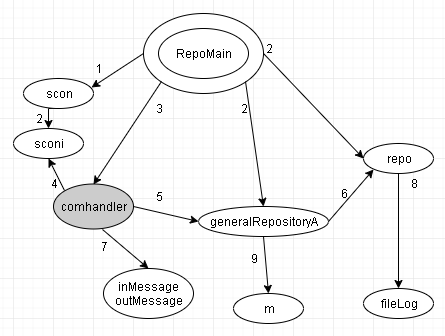 RepoMain
1
2
scon
3
2
2
sconi
repo
4
comhandler
5
6
8
generalRepositoryA
7
9
inMessage
outMessage
m
fileLog